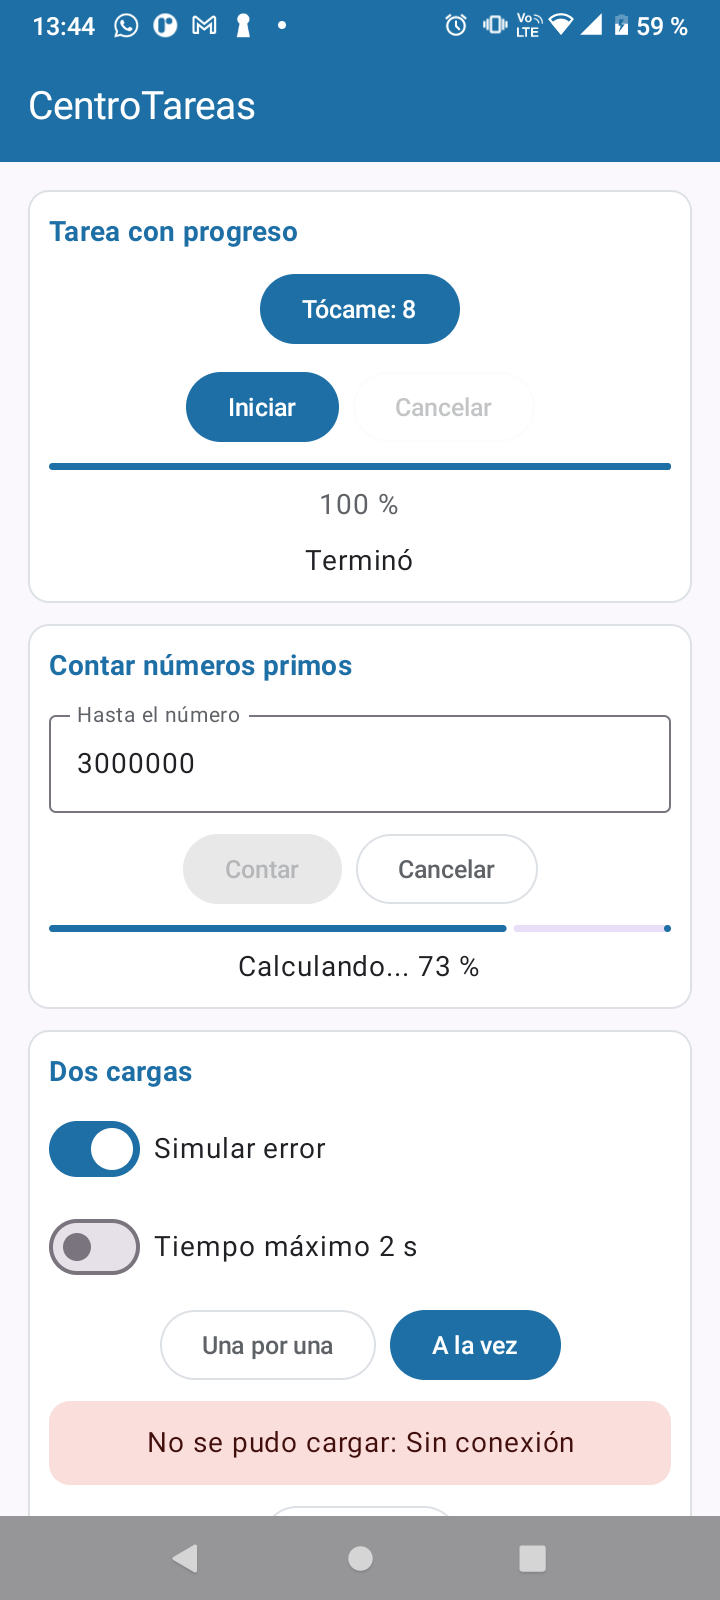 13:44
Vo
LTE
59 %
CentroTareas
Tarea con progreso
Tócame: 8
Iniciar
Cancelar
100 %
Terminó
Contar números primos
Hasta el número
3000000
Contar
Cancelar
Calculando... 73 %
Dos cargas
Simular error
Tiempo máximo 2 s
Una por una
A la vez
No se pudo cargar: Sin conexión